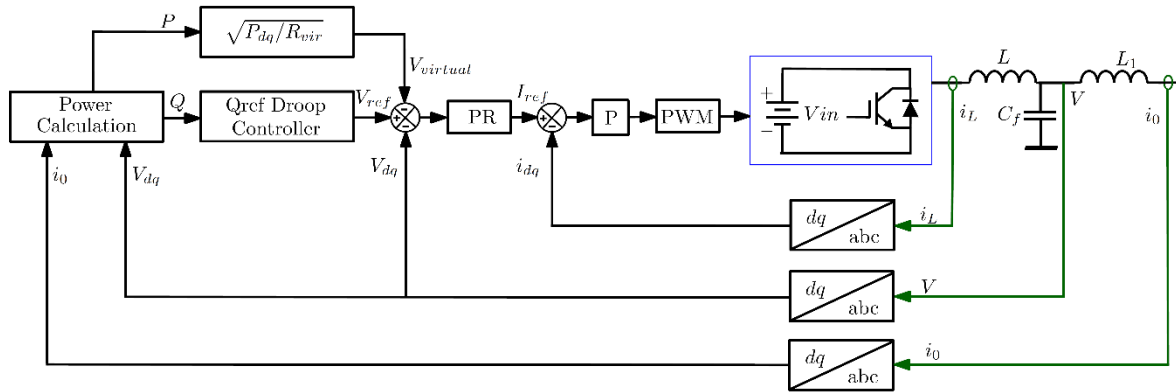 P
√P_dq/R_vir
V_virtual
Power
Calculation
Q
Qref Droop
Controller
V_ref
PR
I_ref
P
PWM
Vin
L
L_1
i_L
V
C_f
i_0
i_0
V_dq
V_dq
i_dq
dq
abc
i_L
dq
abc
V
dq
abc
i_0